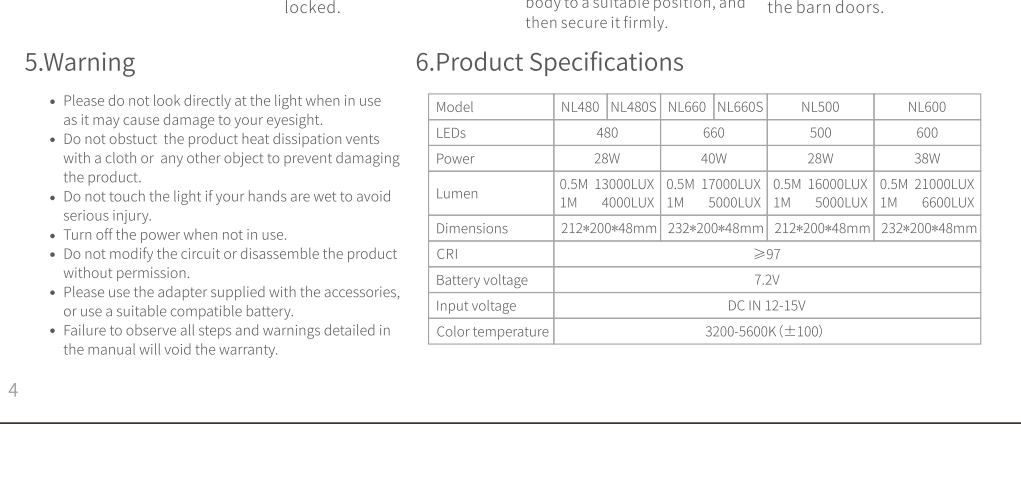 locked.
body to a suitable position, and
then secure it firmly.
the barn doors.
5.Warning
• Please do not look directly at the light when in use
as it may cause damage to your eyesight.
• Do not obstuct the product heat dissipation vents
with a cloth or any other object to prevent damaging
the product.
• Do not touch the light if your hands are wet to avoid
serious injury.
• Turn off the power when not in use.
• Do not modify the circuit or disassemble the product
without permission.
• Please use the adapter supplied with the accessories,
or use a suitable compatible battery.
• Failure to observe all steps and warnings detailed in
the manual will void the warranty.
6.Product Specifications
Model NL480 NL480S NL660 NL660S NL500 NL600
LEDs 480 660 500 600
Power 28W 40W 28W 38W
Lumen 0.5M 13000LUX 0.5M 17000LUX 0.5M 16000LUX 0.5M 21000LUX
1M 4000LUX 1M 5000LUX 1M 5000LUX 1M 6600LUX
Dimensions 212*200*48mm 232*200*48mm 212*200*48mm 232*200*48mm
CRI ≥97
Battery voltage 7.2V
Input voltage DC IN 12-15V
Color temperature 3200-5600K(±100)
4